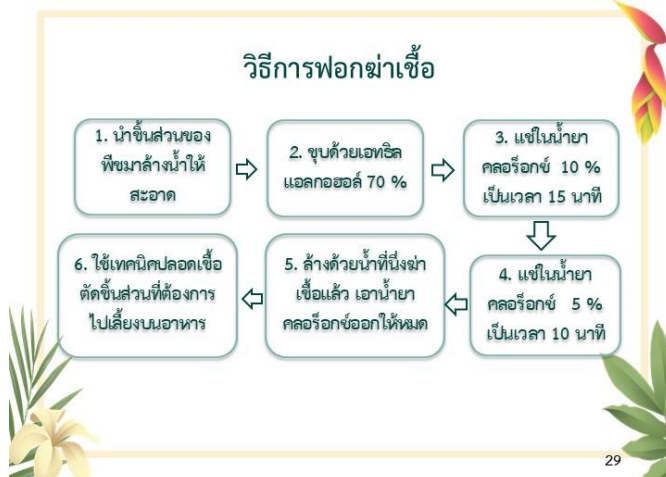 วิธีการฟอกฆ่าเชื้อ
1. นำชิ้นส่วนของ
พืชมาล้างน้ำให้
สะอาด
2. ชุบด้วยเอทธิล
แอลกอฮอล์ 70 %
3. แช่ในน้ำยา
คลอร็อกซ์ 10 %
เป็นเวลา 15 นาที
4. แช่ในน้ำยา
คลอร็อกซ์ 5 %
เป็นเวลา 10 นาที
5. ล้างด้วยน้ำที่นึ่งฆ่า
เชื้อแล้ว เอาน้ำยา
คลอร็อกซ์ออกให้หมด
6. ใช้เทคนิคปลอดเชื้อ
ตัดชิ้นส่วนที่ต้องการ
ไปเลี้ยงบนอาหาร
29